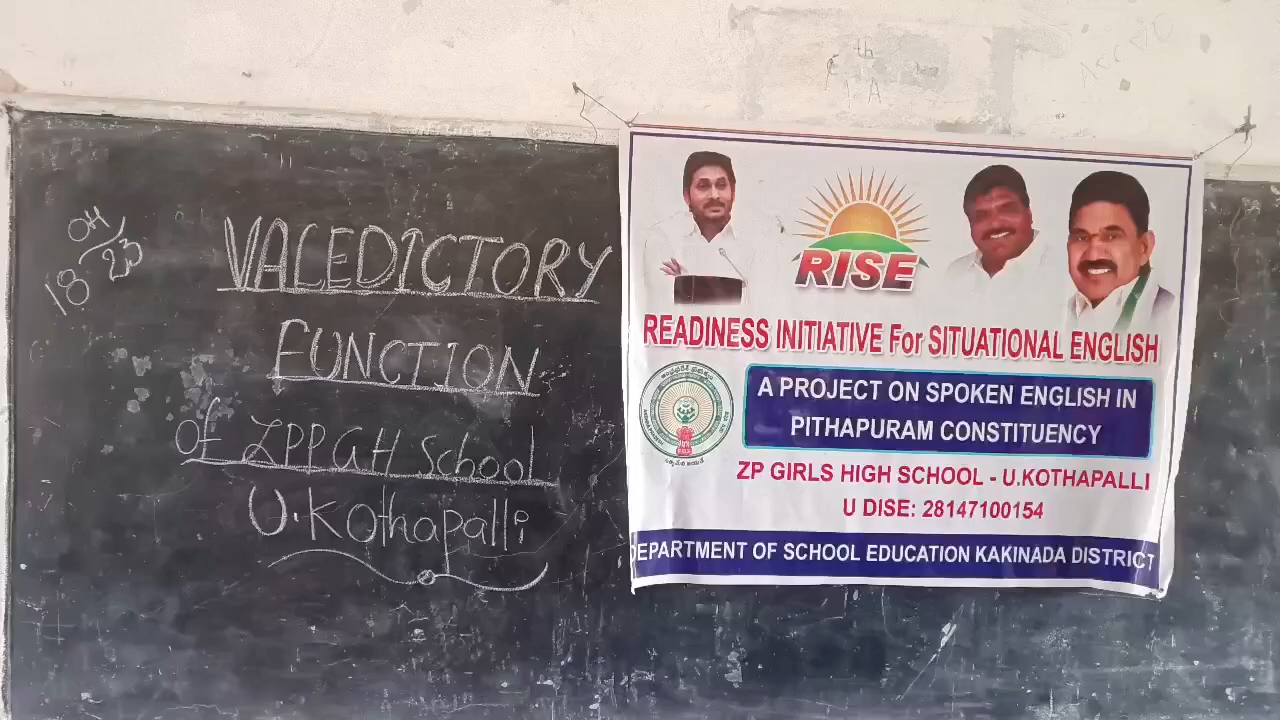 18/04/23
VALEDICTORY
FUNCTION
of ZPPGH School
U.Kothapalli
RISE
READINESS INITIATIVE For SITUATIONAL ENGLISH
A PROJECT ON SPOKEN ENGLISH IN
PITHAPURAM CONSTITUENCY
ZP GIRLS HIGH SCHOOL - U.KOTHAPALLI
U DISE: 28147100154
DEPARTMENT OF SCHOOL EDUCATION KAKINADA DISTRICT